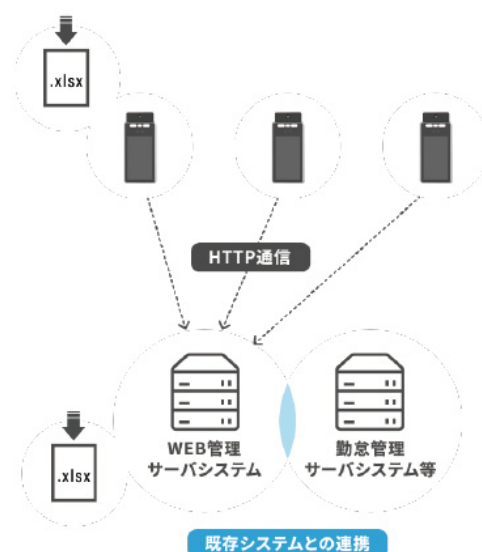 .xlsx
HTTP通信
WEB管理
サーバシステム
勤怠管理
サーバシステム等
.xlsx
既存システムとの連携